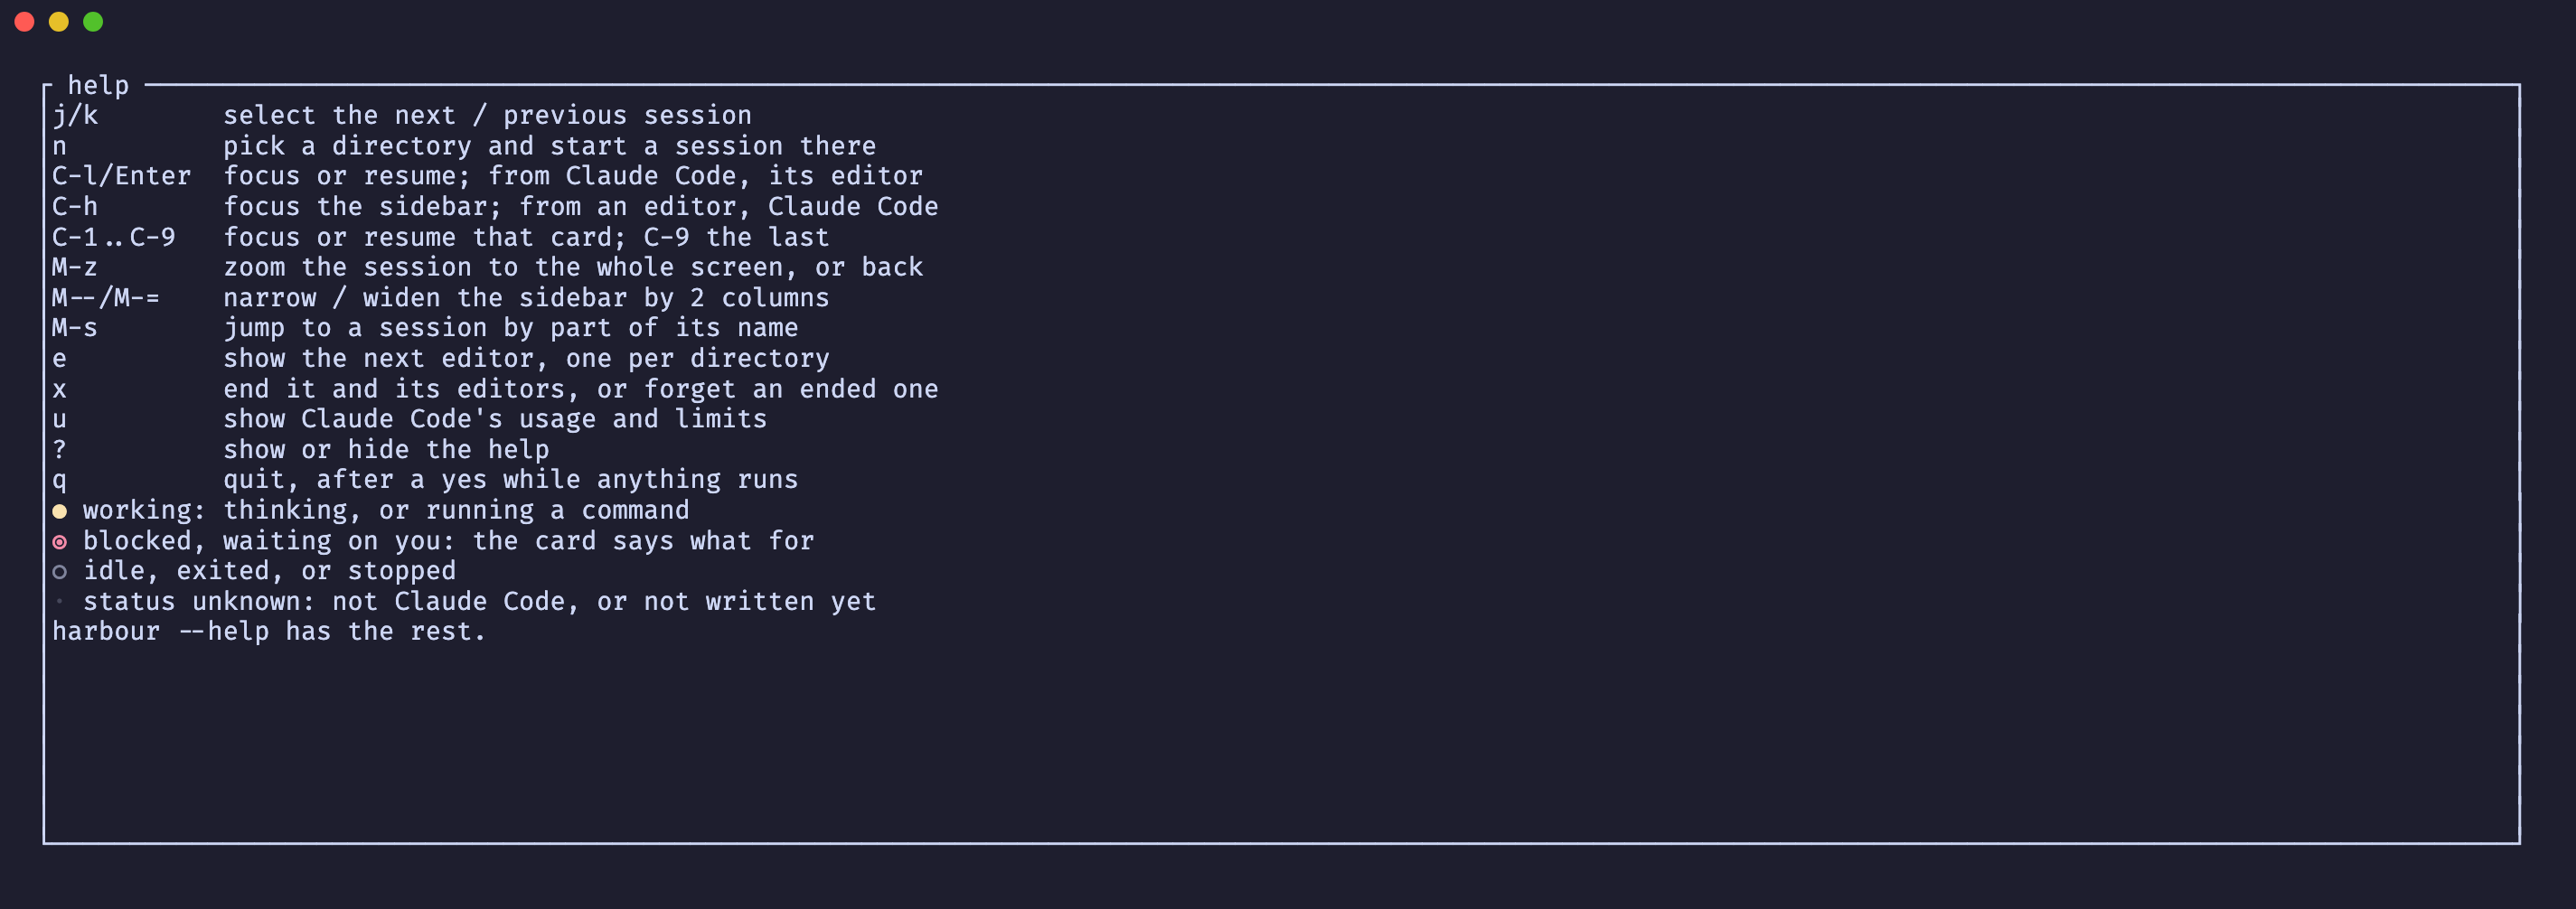 help
j/k        select the next / previous session
n          pick a directory and start a session there
C-l/Enter  focus or resume; from Claude Code, its editor
C-h        focus the sidebar; from an editor, Claude Code
C-1..C-9   focus or resume that card; C-9 the last
M-z        zoom the session to the whole screen, or back
M--/M-=    narrow / widen the sidebar by 2 columns
M-s        jump to a session by part of its name
e          show the next editor, one per directory
x          end it and its editors, or forget an ended one
u          show Claude Code's usage and limits
?          show or hide the help
q          quit, after a yes while anything runs
● working: thinking, or running a command
◉ blocked, waiting on you: the card says what for
○ idle, exited, or stopped
· status unknown: not Claude Code, or not written yet
harbour --help has the rest.